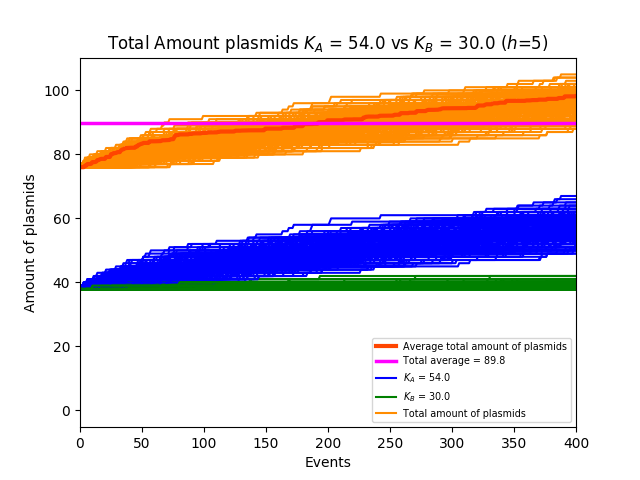 Total Amount plasmids $K_A$ = 54.0 vs $K_B$ = 30.0 ($h$=5)
Amount of plasmids
100
80
60
40
20
0
Average total amount of plasmids
Total average = 89.8
$K_A$ = 54.0
$K_B$ = 30.0
Total amount of plasmids
0 50 100 150 200 250 300 350 400
Events